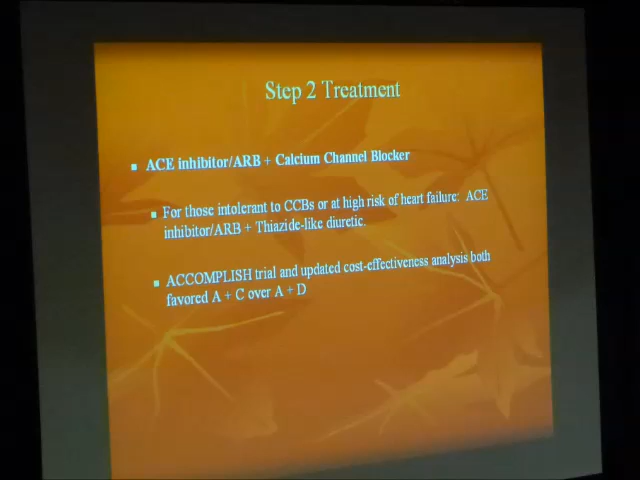 Step 2 Treatment
ACE inhibitor/ARB + Calcium Channel Blocker
For those intolerant to CCBs or at high risk of heart failure: ACE
inhibitor/ARB + Thiazide-like diuretic.
ACCOMPLISH trial and updated cost-effectiveness analysis both
favored A + C over A + D